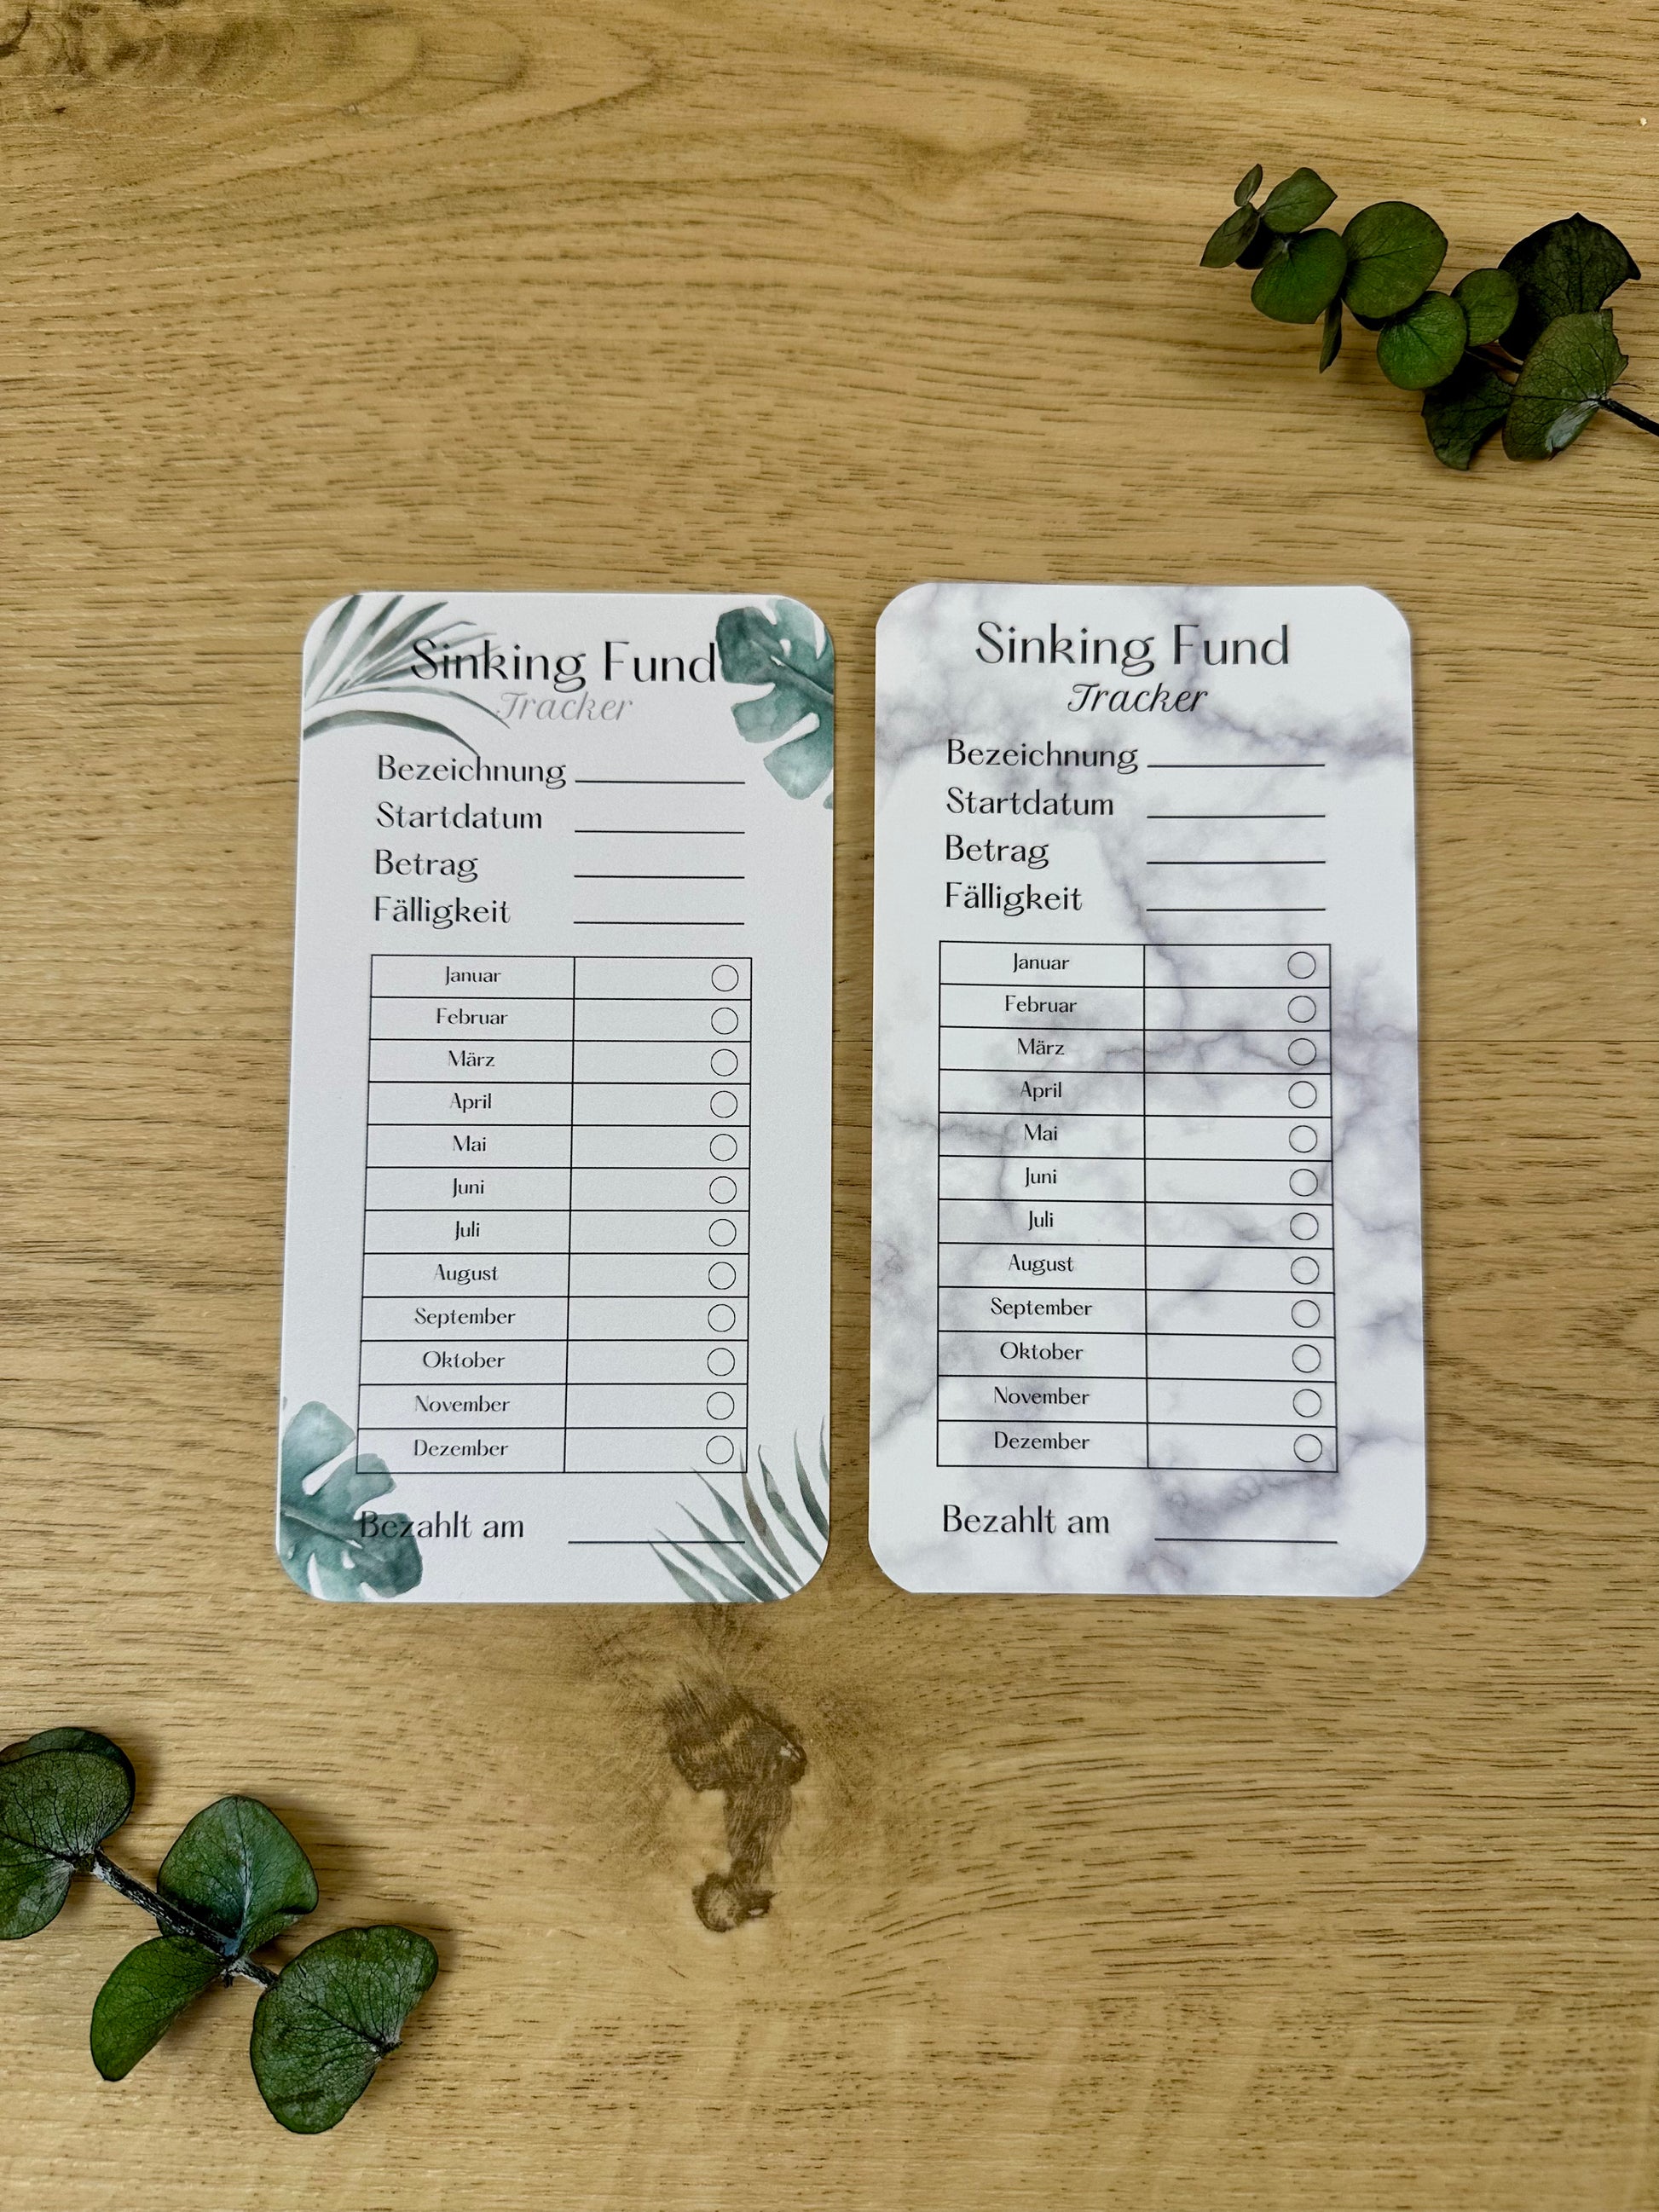 Sinking Fund
Tracker
Bezeichnung
Startdatum
Betrag
Fälligkeit
Januar
Februar
März
April
Mai
Juni
Juli
August
September
Oktober
November
Dezember
Bezahlt am
Sinking Fund
Tracker
Bezeichnung
Startdatum
Betrag
Fälligkeit
Januar
Februar
März
April
Mai
Juni
Juli
August
September
Oktober
November
Dezember
Bezahlt am